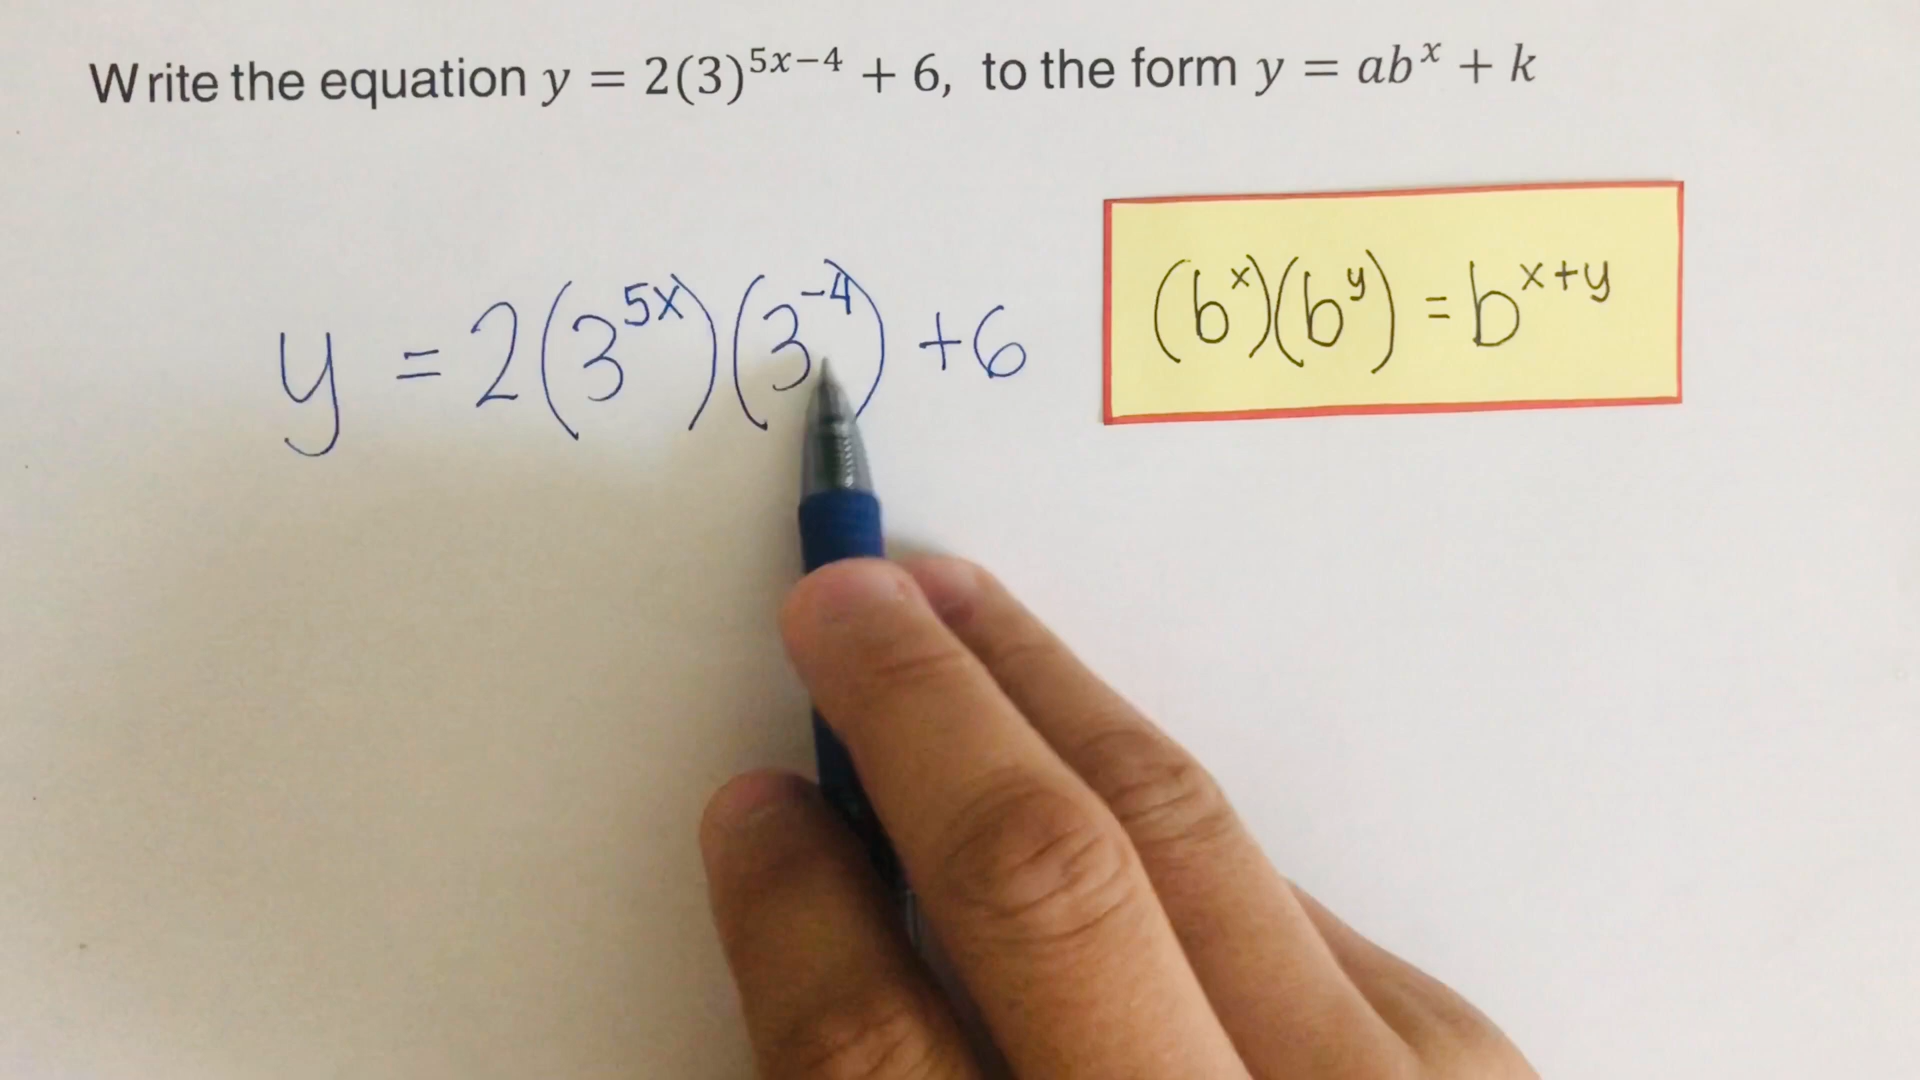 Write the equation y = 2(3)^{5x−4} + 6, to the form y = ab^x + k
y = 2(3^{5x})(3^{-4}) +6
(b^x)(b^y) = b^{x+y}